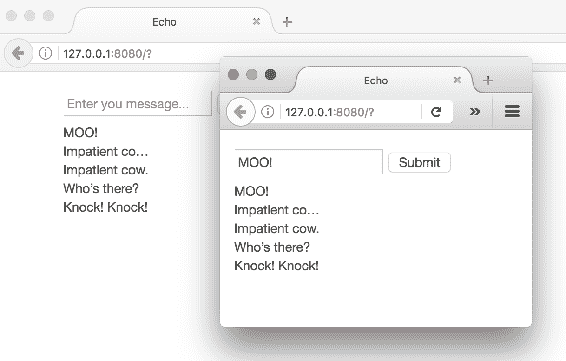 Echo
127.0.0.1:8080/?
Enter you message...
MOO!
Impatient co…
Impatient cow.
Who's there?
Knock! Knock!
Echo
127.0.0.1:8080/?
MOO! Submit
MOO!
Impatient co…
Impatient cow.
Who's there?
Knock! Knock!